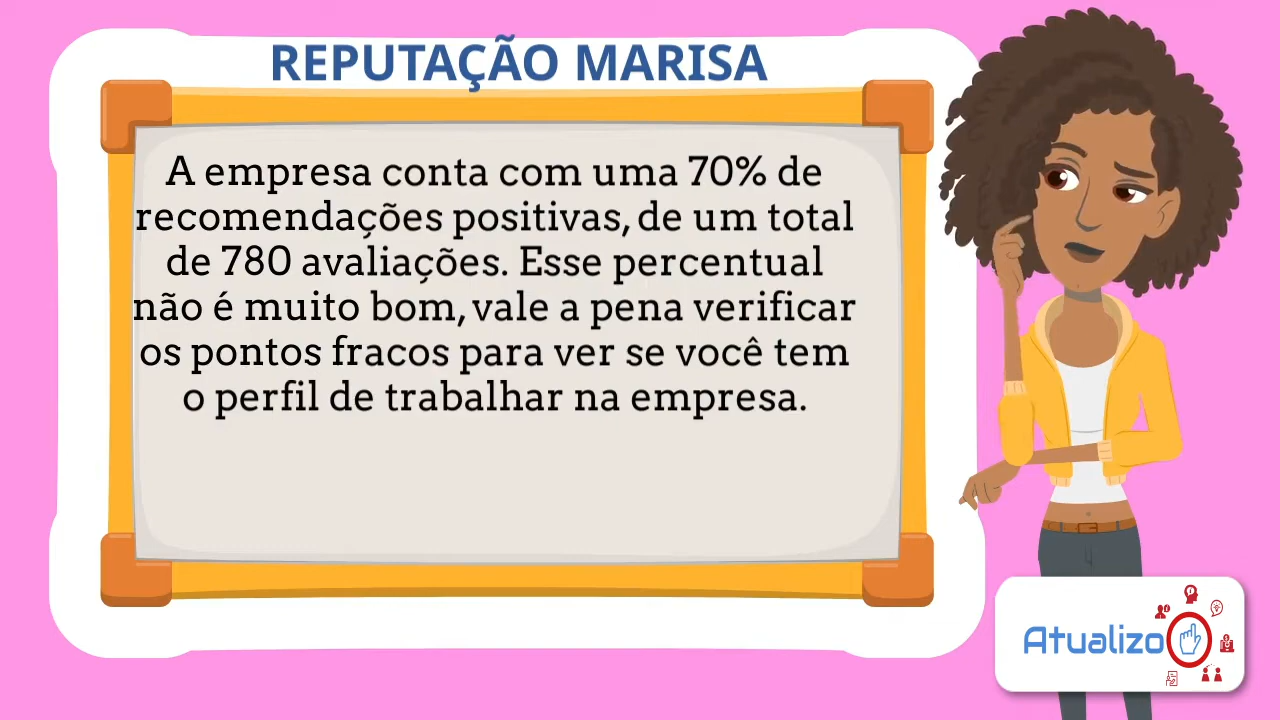 REPUTAÇÃO MARISA
A empresa conta com uma 70% de
recomendações positivas, de um total
de 780 avaliações. Esse percentual
não é muito bom, vale a pena verificar
os pontos fracos para ver se você tem
o perfil de trabalhar na empresa.
Atualizo